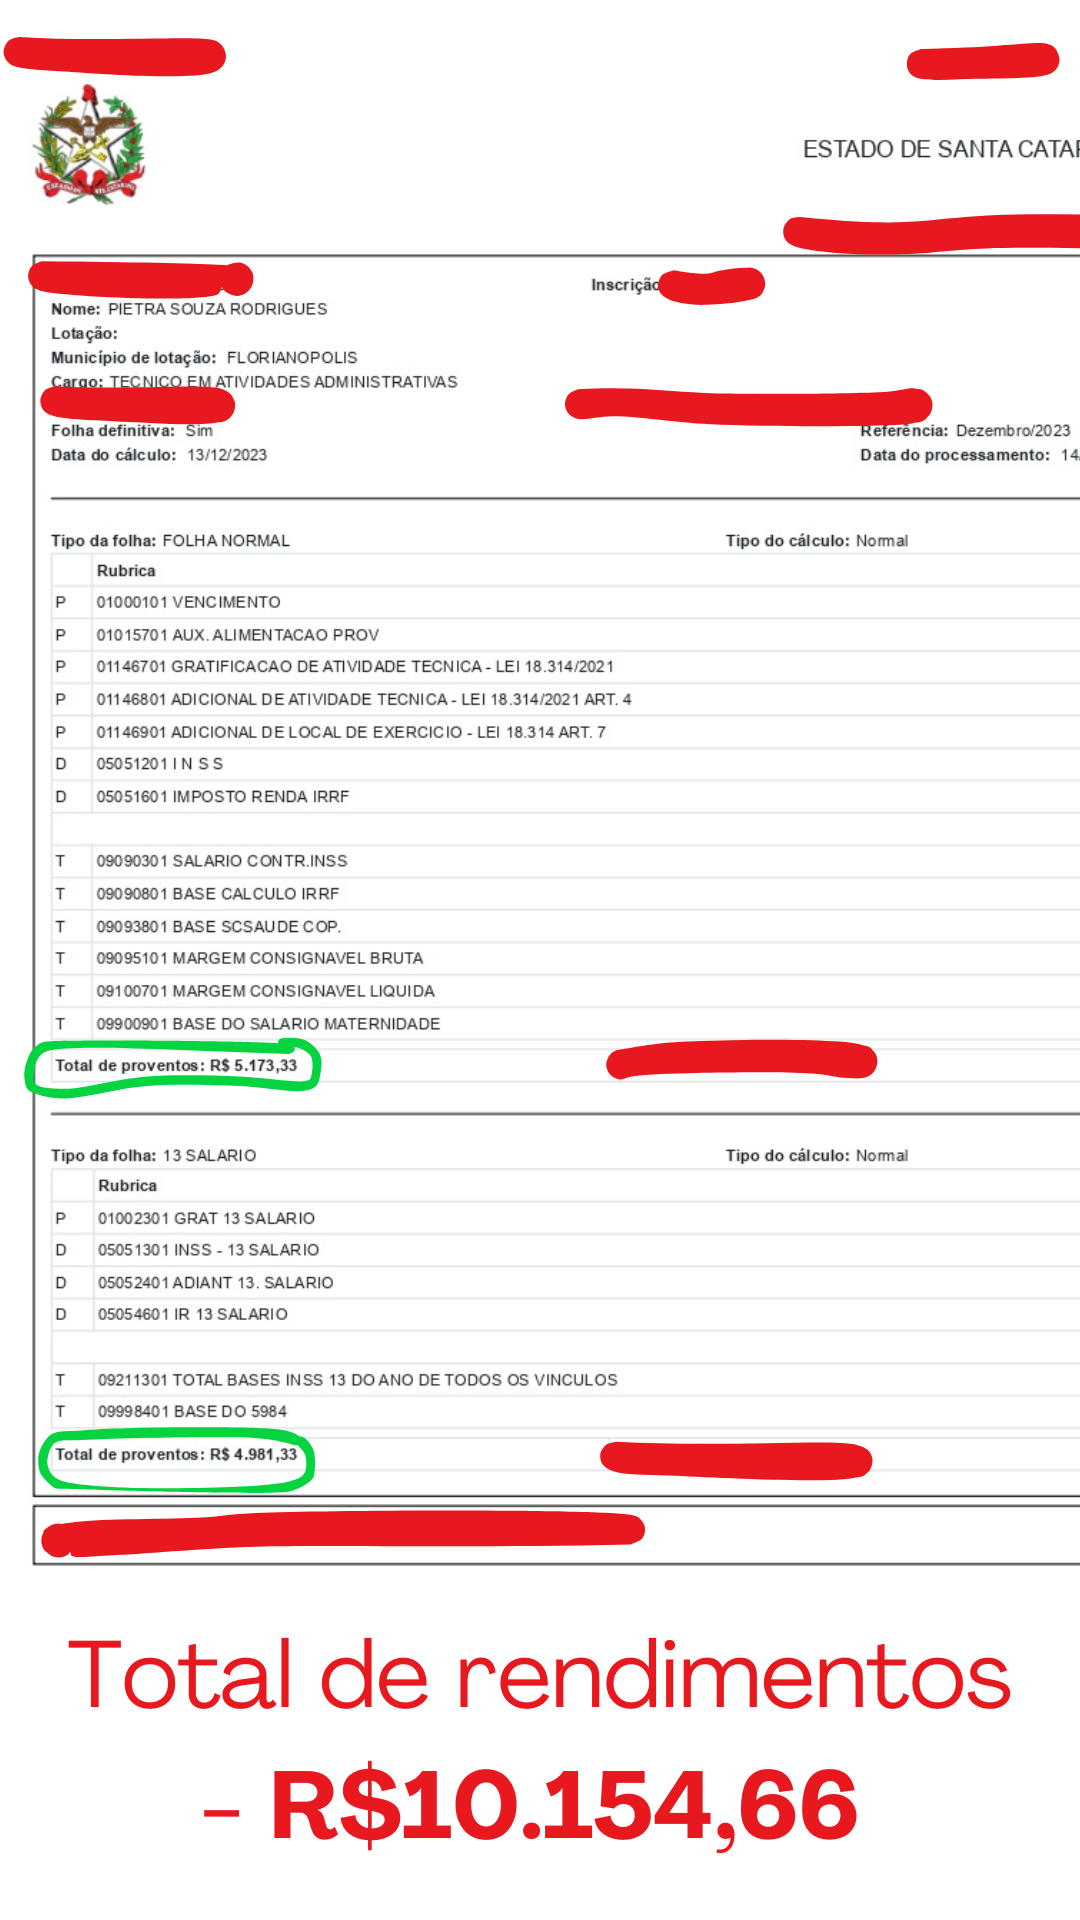 ESTADO DE SANTA CATAR
Inscrição
Nome: PIETRA SOUZA RODRIGUES
Lotação:
Município de lotação: FLORIANOPOLIS
Cargo: TECNICO EM ATIVIDADES ADMINISTRATIVAS
Folha definitiva: Sim Referência: Dezembro/2023
Data do cálculo: 13/12/2023 Data do processamento: 14
Tipo da folha: FOLHA NORMAL Tipo do cálculo: Normal
Rubrica
P 01000101 VENCIMENTO
P 01015701 AUX. ALIMENTACAO PROV
P 01146701 GRATIFICACAO DE ATIVIDADE TECNICA - LEI 18.314/2021
P 01146801 ADICIONAL DE ATIVIDADE TECNICA - LEI 18.314/2021 ART. 4
P 01146901 ADICIONAL DE LOCAL DE EXERCICIO - LEI 18.314 ART. 7
D 05051201 I N S S
D 05051601 IMPOSTO RENDA IRRF
T 09090301 SALARIO CONTR.INSS
T 09090801 BASE CALCULO IRRF
T 09093801 BASE SCSAUDE COP.
T 09095101 MARGEM CONSIGNAVEL BRUTA
T 09100701 MARGEM CONSIGNAVEL LIQUIDA
T 09900901 BASE DO SALARIO MATERNIDADE
Total de proventos: R$ 5.173,33
Tipo da folha: 13 SALARIO Tipo do cálculo: Normal
Rubrica
P 01002301 GRAT 13 SALARIO
D 05051301 INSS - 13 SALARIO
D 05052401 ADIANT 13. SALARIO
D 05054601 IR 13 SALARIO
T 09211301 TOTAL BASES INSS 13 DO ANO DE TODOS OS VINCULOS
T 09998401 BASE DO 5984
Total de proventos: R$ 4.981,33
Total de rendimentos
- R$10.154,66